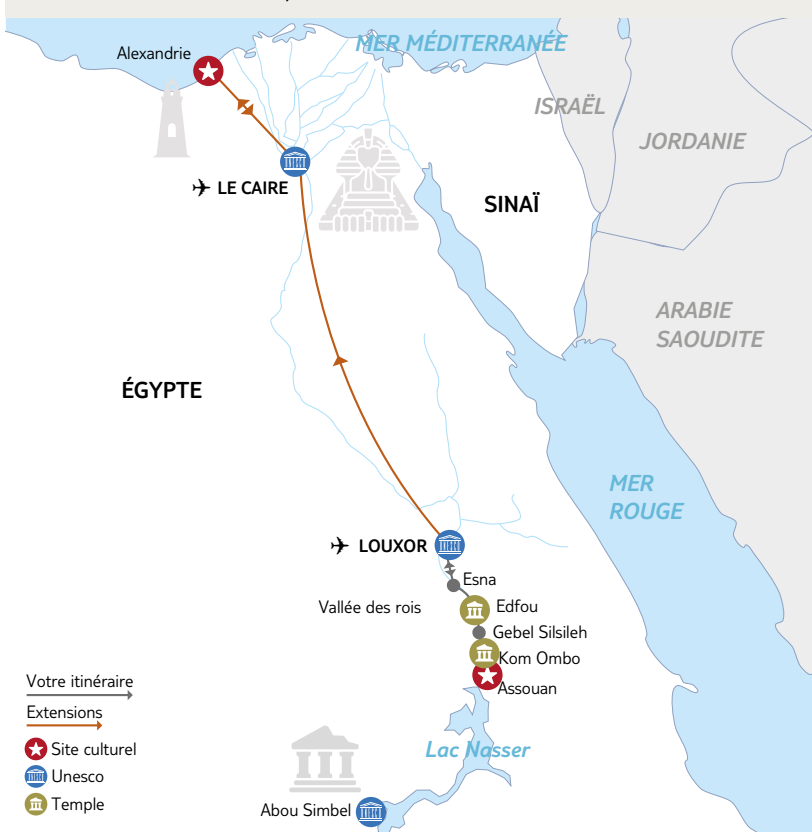 MER MÉDITERRANÉE
Alexandrie
ISRAËL
JORDANIE
LE CAIRE
SINAÏ
ARABIE
SAOUDITE
ÉGYPTE
MER
ROUGE
LOUXOR
Esna
Vallée des rois
Edfou
Gebel Silsileh
Kom Ombo
Assouan
Votre itinéraire
Extensions
Site culturel
Lac Nasser
Unesco
Temple
Abou Simbel